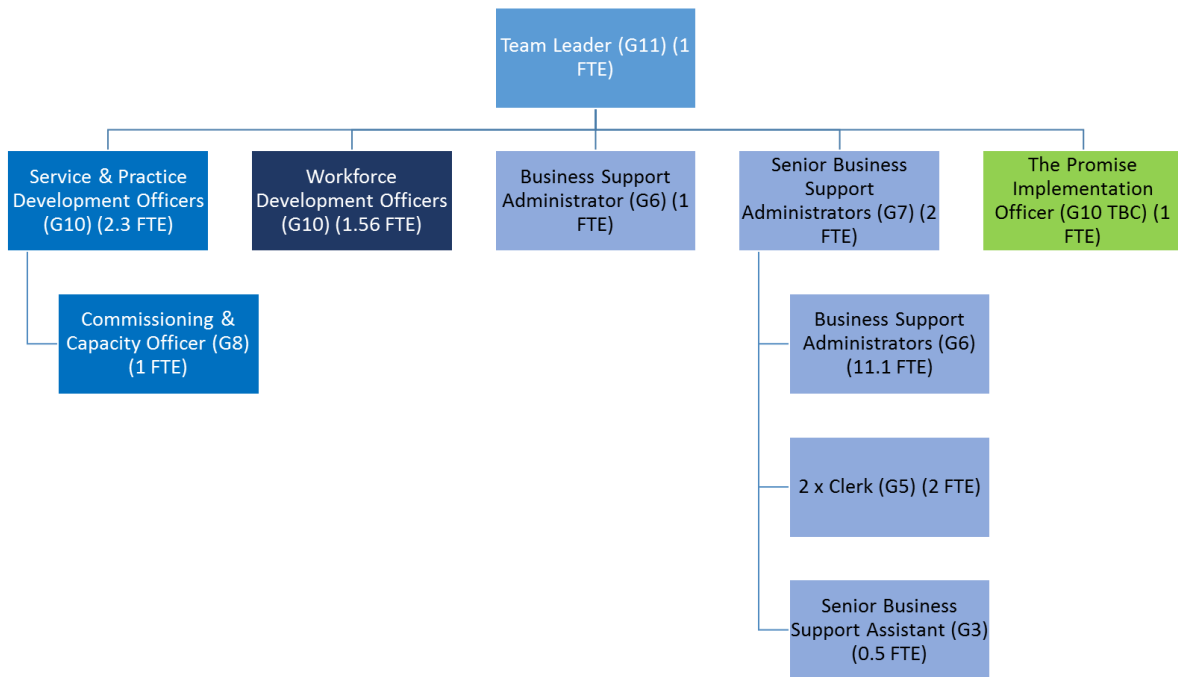 Team Leader (G11) (1
FTE)
Service & Practice
Development Officers
(G10) (2.3 FTE)
Workforce
Development Officers
(G10) (1.56 FTE)
Business Support
Administrator (G6) (1
FTE)
Senior Business
Support
Administrators (G7) (2
FTE)
The Promise
Implementation
Officer (G10 TBC) (1
FTE)
Commissioning &
Capacity Officer (G8)
(1 FTE)
Business Support
Administrators (G6)
(11.1 FTE)
2 x Clerk (G5) (2 FTE)
Senior Business
Support Assistant (G3)
(0.5 FTE)